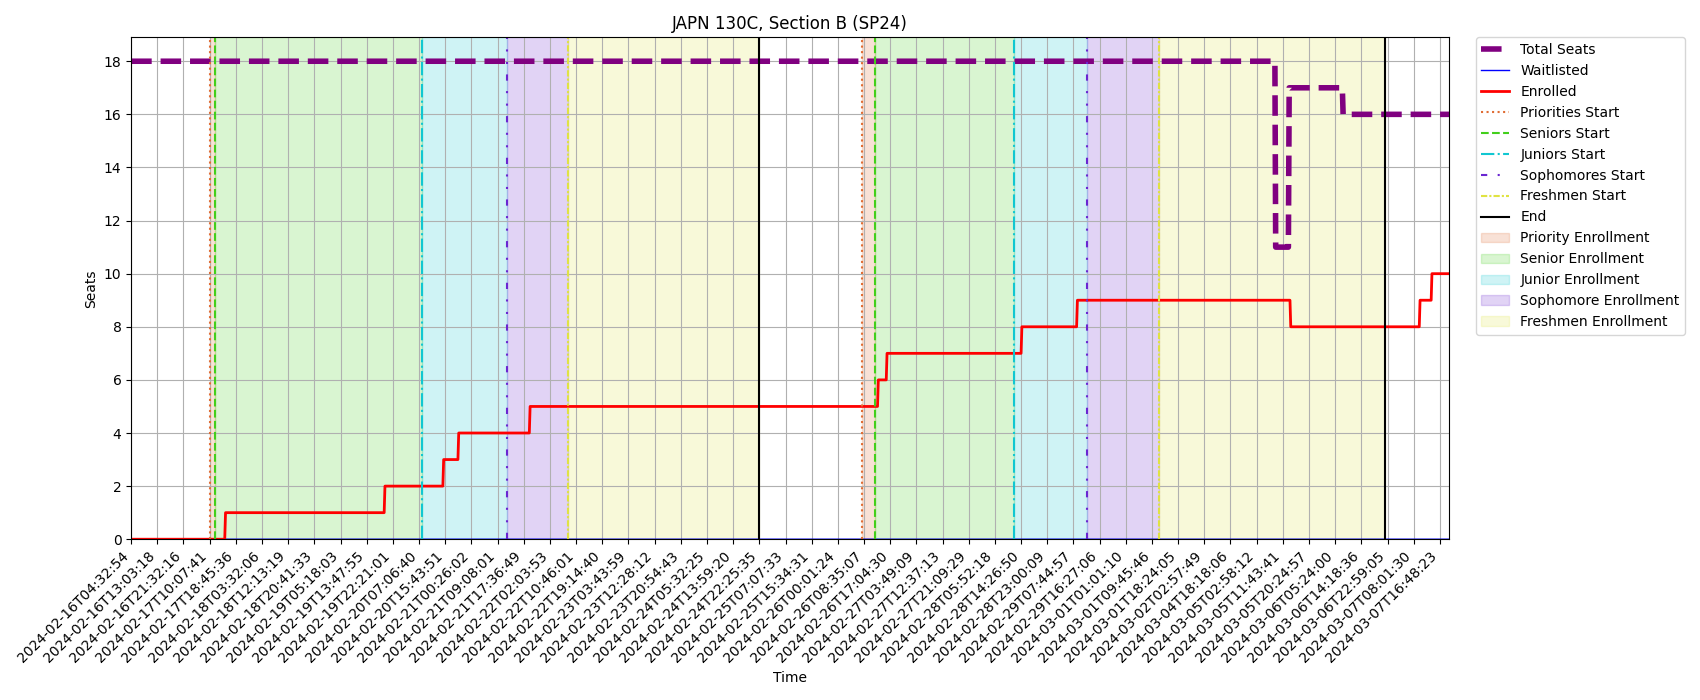 JAPN 130C, Section B (SP24)
Seats
18
16
14
12
10
8
6
4
2
0
2024-02-16T04:32:54
2024-02-16T13:03:18
2024-02-16T21:32:16
2024-02-17T10:07:41
2024-02-17T18:45:36
2024-02-18T03:32:06
2024-02-18T12:13:19
2024-02-18T20:41:33
2024-02-19T05:18:03
2024-02-19T13:47:55
2024-02-19T22:21:01
2024-02-20T07:06:40
2024-02-20T15:43:51
2024-02-21T00:26:02
2024-02-21T09:08:01
2024-02-21T17:36:49
2024-02-22T02:03:53
2024-02-22T10:46:01
2024-02-22T19:14:40
2024-02-23T03:43:59
2024-02-23T12:28:12
2024-02-23T20:54:43
2024-02-24T05:32:25
2024-02-24T13:59:20
2024-02-24T22:25:35
2024-02-25T07:07:33
2024-02-25T15:34:31
2024-02-26T00:01:24
2024-02-26T08:35:07
2024-02-26T17:04:30
2024-02-27T03:49:09
2024-02-27T12:37:13
2024-02-27T21:09:29
2024-02-28T05:52:18
2024-02-28T14:26:50
2024-02-28T23:00:09
2024-02-29T07:44:57
2024-02-29T16:27:06
2024-03-01T01:01:10
2024-03-01T09:45:46
2024-03-01T18:24:05
2024-03-02T02:57:49
2024-03-04T18:18:06
2024-03-05T02:58:12
2024-03-05T11:43:41
2024-03-05T20:24:57
2024-03-06T05:24:00
2024-03-06T14:18:36
2024-03-06T22:59:05
2024-03-07T08:01:30
2024-03-07T16:48:23
Time
Total Seats
Waitlisted
Enrolled
Priorities Start
Seniors Start
Juniors Start
Sophomores Start
Freshmen Start
End
Priority Enrollment
Senior Enrollment
Junior Enrollment
Sophomore Enrollment
Freshmen Enrollment